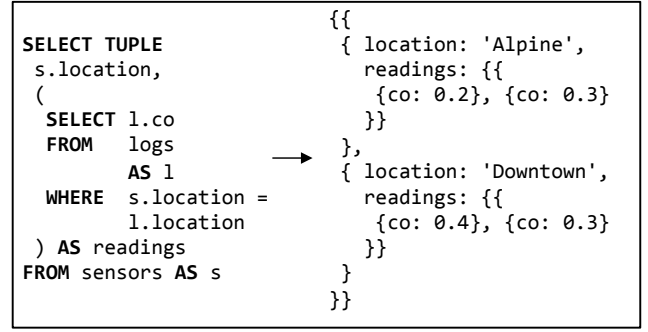 SELECT TUPLE
s.location,
(
SELECT l.co
FROM logs
AS l
WHERE s.location =
l.location
) AS readings
FROM sensors AS s
{{
{ location: 'Alpine',
readings: {{
{co: 0.2}, {co: 0.3}
}}
},
{ location: 'Downtown',
readings: {{
{co: 0.4}, {co: 0.3}
}}
}
}}